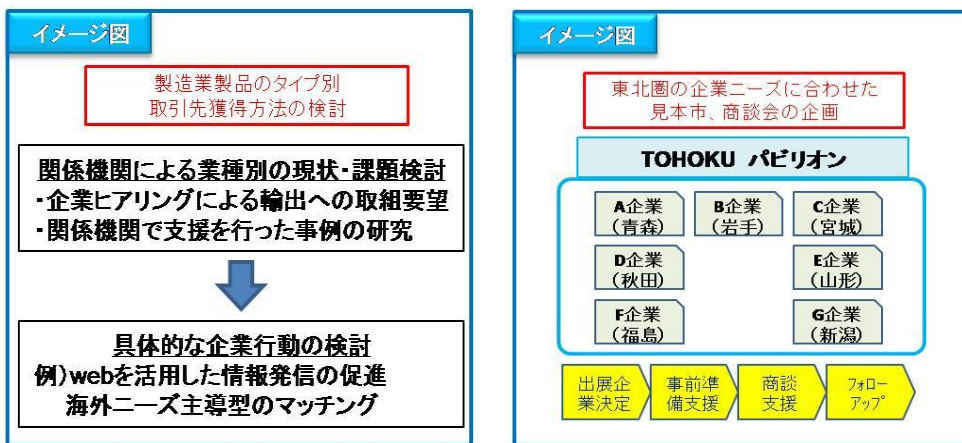 イメージ図
製造業製品のタイプ別
取引先獲得方法の検討
関係機関による業種別の現状・課題検討
・企業ヒアリングによる輸出への取組要望
・関係機関で支援を行った事例の研究
具体的な企業行動の検討
例)webを活用した情報発信の促進
海外ニーズ主導型のマッチング
イメージ図
東北圏の企業ニーズに合わせた
見本市、商談会の企画
TOHOKU パビリオン
A企業
(青森)
B企業
(岩手)
C企業
(宮城)
D企業
(秋田)
E企業
(山形)
F企業
(福島)
G企業
(新潟)
出展企
業決定
事前準
備支援
商談
支援
フォロー
アップ